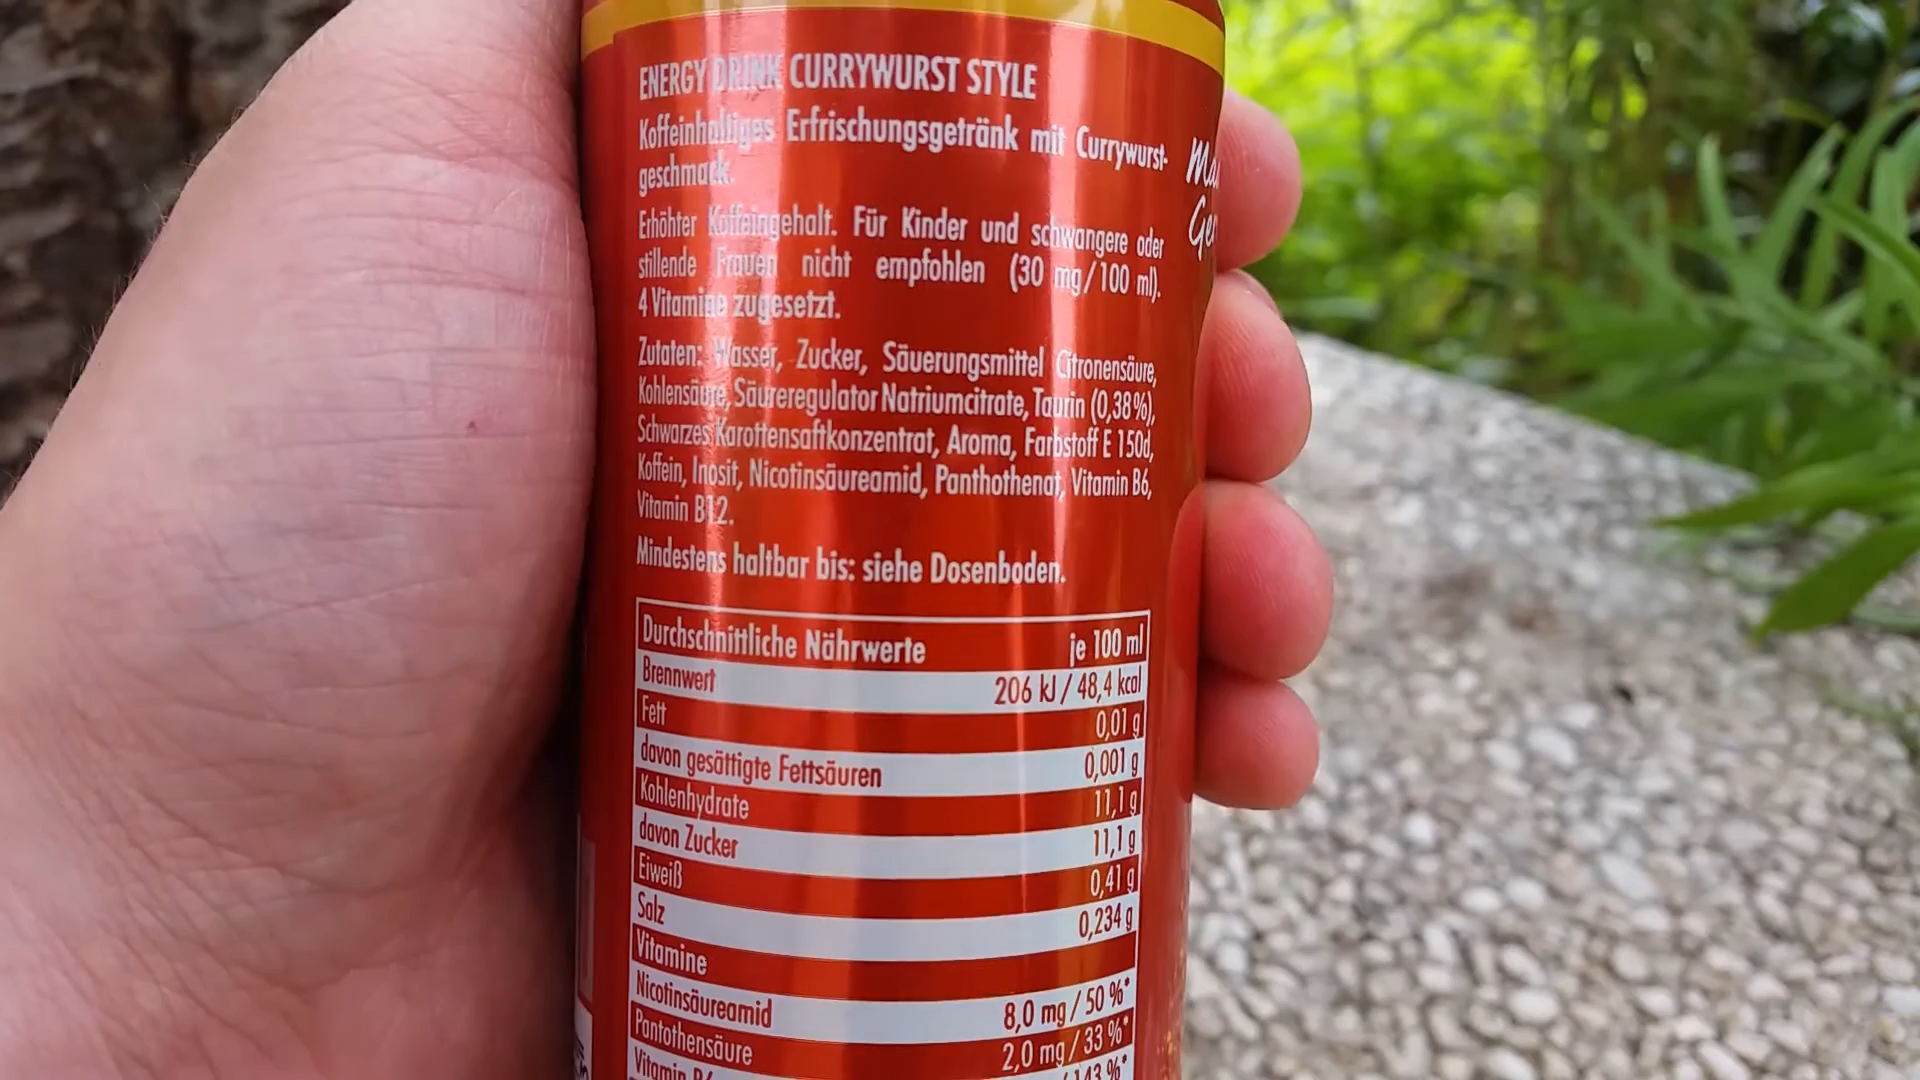 ENERGY DRINK CURRYWURST STYLE
Koffeinhaltiges Erfrischungsgetränk mit Currywurst-
geschmack.
Erhöhter Koffeingehalt. Für Kinder und schwangere oder
stillende Frauen nicht empfohlen (30 mg/100 ml).
4 Vitamine zugesetzt.
Zutaten: Wasser, Zucker, Säuerungsmittel Citronensäure,
Kohlensäure, Säureregulator Natriumcitrate, Taurin (0,38%),
Schwarzes Karottensaftkonzentrat, Aroma, Farbstoff E 150d,
Koffein, Inosit, Nicotinsäureamid, Panthothenat, Vitamin B6,
Vitamin B12.
Mindestens haltbar bis: siehe Dosenboden.
Durchschnittliche Nährwerte je 100 ml
Brennwert 206 kJ / 48,4 kcal
Fett 0,01 g
davon gesättigte Fettsäuren 0,001 g
Kohlenhydrate 11,1 g
davon Zucker 11,1 g
Eiweiß 0,41 g
Salz 0,234 g
Vitamine
Nicotinsäureamid 8,0 mg / 50 %*
Pantothensäure 2,0 mg / 33 %*
Vitamin / 143 %*